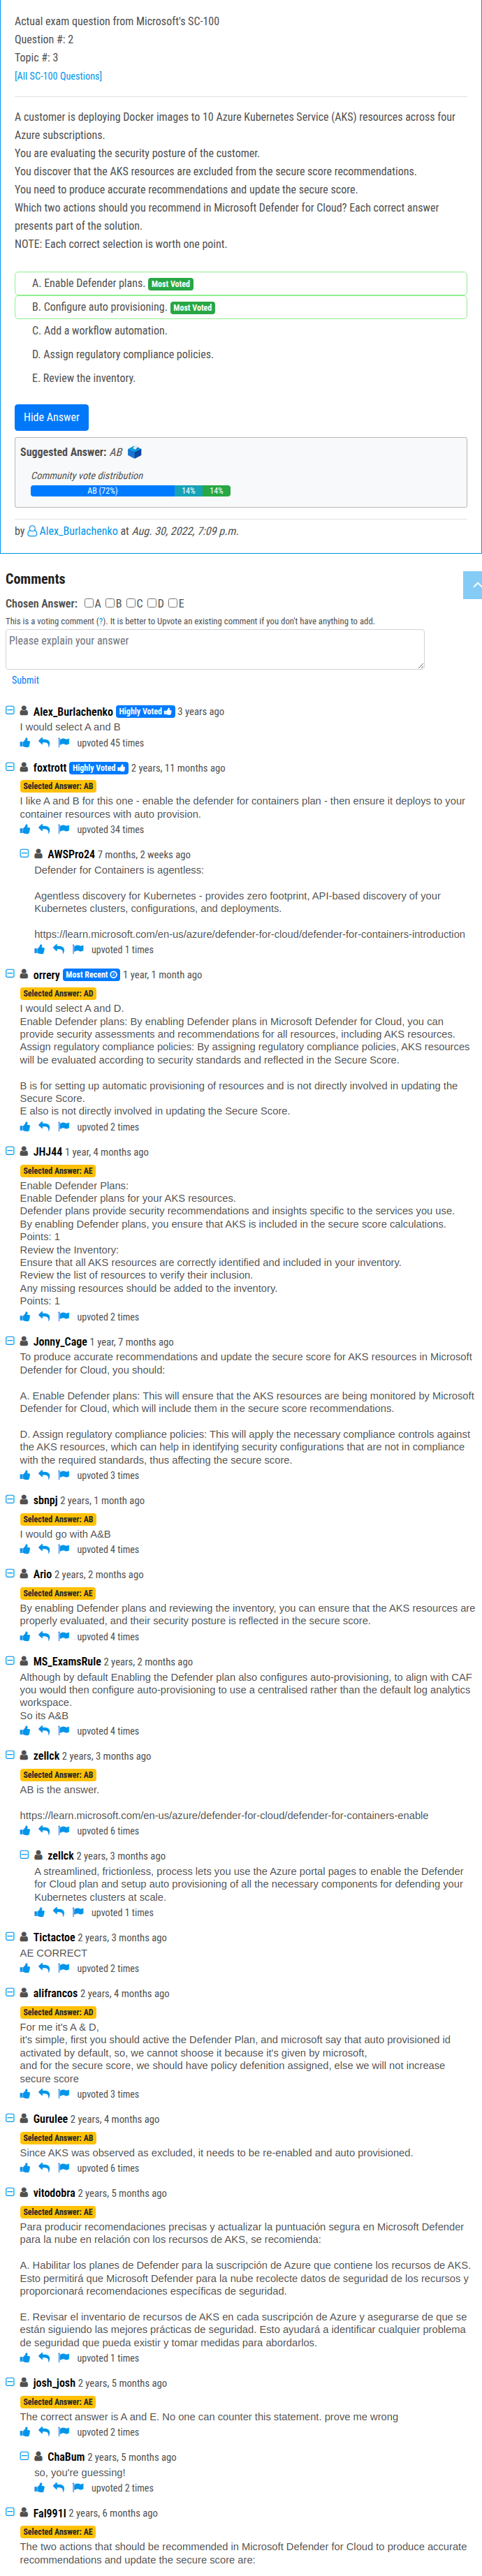 Actual exam question from Microsoft's SC-100
Question #: 2
Topic #: 3
[All SC-100 Questions]
A customer is deploying Docker images to 10 Azure Kubernetes Service (AKS) resources across four
Azure subscriptions.
You are evaluating the security posture of the customer.
You discover that the AKS resources are excluded from the secure score recommendations.
You need to produce accurate recommendations and update the secure score.
Which two actions should you recommend in Microsoft Defender for Cloud? Each correct answer
presents part of the solution.
NOTE: Each correct selection is worth one point.
A. Enable Defender plans. Most Voted
B. Configure auto provisioning. Most Voted
C. Add a workflow automation.
D. Assign regulatory compliance policies.
E. Review the inventory.
Hide Answer
Suggested Answer: AB
Community vote distribution
AB (72%) 14% 14%
by Alex_Burlachenko at Aug. 30, 2022, 7:09 p.m.
Comments
Chosen Answer: A B C D E
This is a voting comment (?). It is better to Upvote an existing comment if you don't have anything to add.
Please explain your answer
Submit
Alex_Burlachenko Highly Voted 3 years ago
I would select A and B
upvoted 45 times
foxtrott Highly Voted 2 years, 11 months ago
Selected Answer: AB
I like A and B for this one - enable the defender for containers plan - then ensure it deploys to your
container resources with auto provision.
upvoted 34 times
AWSPro24 7 months, 2 weeks ago
Defender for Containers is agentless:
Agentless discovery for Kubernetes - provides zero footprint, API-based discovery of your
Kubernetes clusters, configurations, and deployments.
https://learn.microsoft.com/en-us/azure/defender-for-cloud/defender-for-containers-introduction
upvoted 1 times
orrery Most Recent 1 year, 1 month ago
Selected Answer: AD
I would select A and D.
Enable Defender plans: By enabling Defender plans in Microsoft Defender for Cloud, you can
provide security assessments and recommendations for all resources, including AKS resources.
Assign regulatory compliance policies: By assigning regulatory compliance policies, AKS resources
will be evaluated according to security standards and reflected in the Secure Score.
B is for setting up automatic provisioning of resources and is not directly involved in updating the
Secure Score.
E also is not directly involved in updating the Secure Score.
upvoted 2 times
JHJ44 1 year, 4 months ago
Selected Answer: AE
Enable Defender Plans:
Enable Defender plans for your AKS resources.
Defender plans provide security recommendations and insights specific to the services you use.
By enabling Defender plans, you ensure that AKS is included in the secure score calculations.
Points: 1
Review the Inventory:
Ensure that all AKS resources are correctly identified and included in your inventory.
Review the list of resources to verify their inclusion.
Any missing resources should be added to the inventory.
Points: 1
upvoted 2 times
Jonny_Cage 1 year, 7 months ago
To produce accurate recommendations and update the secure score for AKS resources in Microsoft
Defender for Cloud, you should:
A. Enable Defender plans: This will ensure that the AKS resources are being monitored by Microsoft
Defender for Cloud, which will include them in the secure score recommendations.
D. Assign regulatory compliance policies: This will apply the necessary compliance controls against
the AKS resources, which can help in identifying security configurations that are not in compliance
with the required standards, thus affecting the secure score.
upvoted 3 times
sbnpj 2 years, 1 month ago
Selected Answer: AB
I would go with A&B
upvoted 4 times
Ario 2 years, 2 months ago
Selected Answer: AE
By enabling Defender plans and reviewing the inventory, you can ensure that the AKS resources are
properly evaluated, and their security posture is reflected in the secure score.
upvoted 4 times
MS_ExamsRule 2 years, 2 months ago
Although by default Enabling the Defender plan also configures auto-provisioning, to align with CAF
you would then configure auto-provisioning to use a centralised rather than the default log analytics
workspace.
So its A&B
upvoted 4 times
zellck 2 years, 3 months ago
Selected Answer: AB
AB is the answer.
https://learn.microsoft.com/en-us/azure/defender-for-cloud/defender-for-containers-enable
upvoted 6 times
zellck 2 years, 3 months ago
A streamlined, frictionless, process lets you use the Azure portal pages to enable the Defender
for Cloud plan and setup auto provisioning of all the necessary components for defending your
Kubernetes clusters at scale.
upvoted 1 times
Tictactoe 2 years, 3 months ago
AE CORRECT
upvoted 2 times
alifrancos 2 years, 4 months ago
Selected Answer: AD
For me it's A & D,
it's simple, first you should active the Defender Plan, and microsoft say that auto provisioned id
activated by default, so, we cannot shoose it because it's given by microsoft,
and for the secure score, we should have policy defenition assigned, else we will not increase
secure score
upvoted 3 times
Gurulee 2 years, 4 months ago
Selected Answer: AB
Since AKS was observed as excluded, it needs to be re-enabled and auto provisioned.
upvoted 6 times
vitodobra 2 years, 5 months ago
Selected Answer: AE
Para producir recomendaciones precisas y actualizar la puntuación segura en Microsoft Defender
para la nube en relación con los recursos de AKS, se recomienda:
A. Habilitar los planes de Defender para la suscripción de Azure que contiene los recursos de AKS.
Esto permitirá que Microsoft Defender para la nube recolecte datos de seguridad de los recursos y
proporcionará recomendaciones específicas de seguridad.
E. Revisar el inventario de recursos de AKS en cada suscripción de Azure y asegurarse de que se
están siguiendo las mejores prácticas de seguridad. Esto ayudará a identificar cualquier problema
de seguridad que pueda existir y tomar medidas para abordarlos.
upvoted 1 times
josh_josh 2 years, 5 months ago
Selected Answer: AE
The correct answer is A and E. No one can counter this statement. prove me wrong
upvoted 2 times
ChaBum 2 years, 5 months ago
so, you're guessing!
upvoted 2 times
Fal991l 2 years, 6 months ago
Selected Answer: AE
The two actions that should be recommended in Microsoft Defender for Cloud to produce accurate
recommendations and update the secure score are: